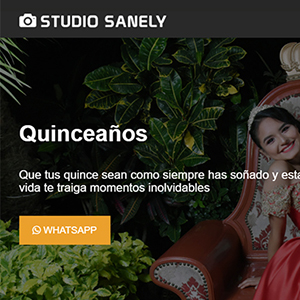 STUDIO SANELY
Quinceaños
Que tus quince sean como siempre has soñado y esta
vida te traiga momentos inolvidables
WHATSAPP